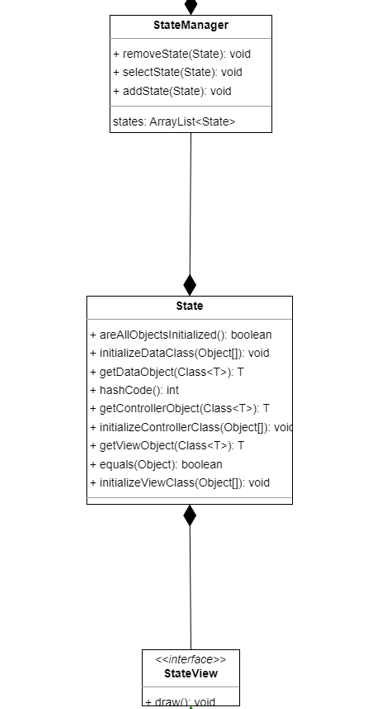 StateManager
+ removeState(State): void
+ selectState(State): void
+ addState(State): void
states: ArrayList<State>
State
+ areAllObjectsInitialized(): boolean
+ initializeDataClass(Object[]): void
+ getDataObject(Class<T>): T
+ hashCode(): int
+ getControllerObject(Class<T>): T
+ initializeControllerClass(Object[]): void
+ getViewObject(Class<T>): T
+ equals(Object): boolean
+ initializeViewClass(Object[]): void
<<interface>>
StateView
+ draw(): void